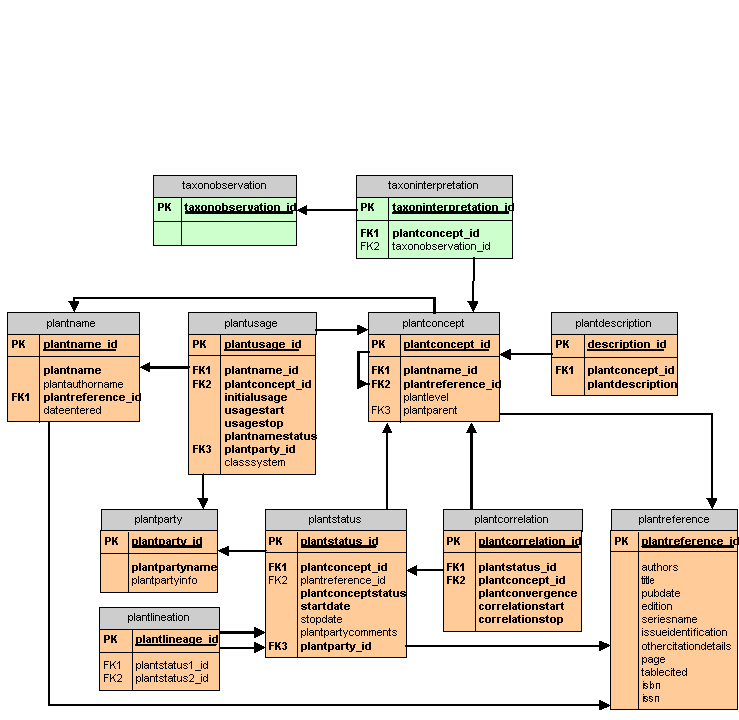 taxonobservation
PK taxonobservation_id
taxoninterpretation
PK taxoninterpretation_id
FK1 plantconcept_id
FK2 taxonobservation_id
plantname
PK plantname_id
plantname
plantauthorname
FK1 plantreference_id
dateentered
plantusage
PK plantusage_id
FK1 plantname_id
FK2 plantconcept_id
initialusage
usagestart
usagestop
plantnamestatus
FK3 plantparty_id
classsystem
plantconcept
PK plantconcept_id
FK1 plantname_id
FK2 plantreference_id
plantlevel
FK3 plantparent
plantdescription
PK description_id
FK1 plantconcept_id
plantdescription
plantparty
PK plantparty_id
plantpartyname
plantpartyinfo
plantstatus
PK plantstatus_id
FK1 plantconcept_id
FK2 plantreference_id
plantconceptstatus
startdate
stopdate
plantpartycomments
FK3 plantparty_id
plantcorrelation
PK plantcorrelation_id
FK1 plantstatus_id
FK2 plantconcept_id
plantconvergence
correlationstart
correlationstop
plantreference
PK plantreference_id
authors
title
pubdate
edition
seriesname
issueidentification
othercitationdetails
page
tablecited
isbn
issn
plantlineation
PK plantlineage_id
FK1 plantstatus1_id
FK2 plantstatus2_id